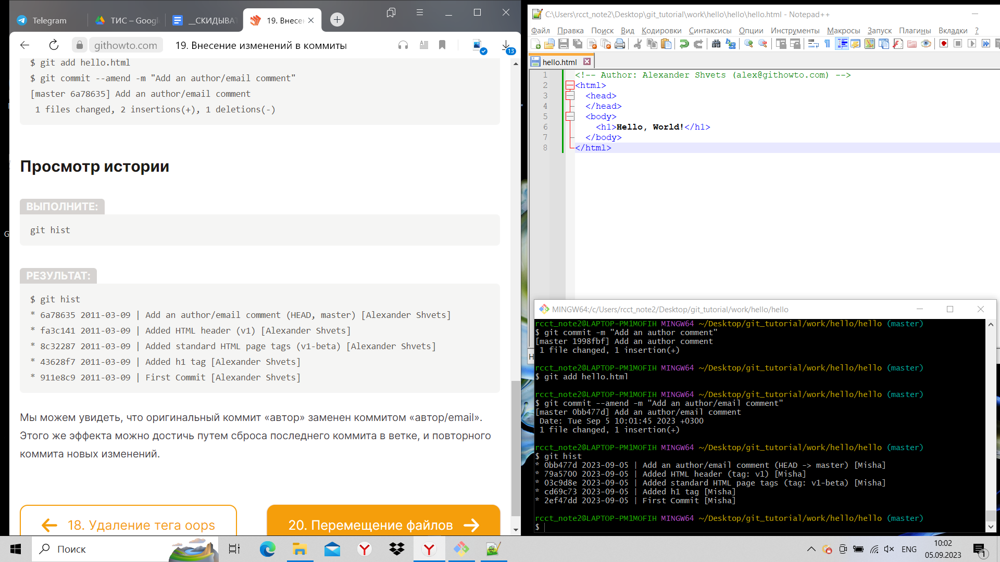 Telegram
ТИС – Googl
__СКИДЫВАТ
19. Внесен
githowto.com
19. Внесение изменений в коммиты
13
$ git add hello.html
$ git commit --amend -m "Add an author/email comment"
[master 6a78635] Add an author/email comment
1 files changed, 2 insertions(+), 1 deletions(-)
Просмотр истории
ВЫПОЛНИТЕ:
git hist
РЕЗУЛЬТАТ:
$ git hist
* 6a78635 2011-03-09 | Add an author/email comment (HEAD, master) [Alexander Shvets]
* fa3c141 2011-03-09 | Added HTML header (v1) [Alexander Shvets]
* 8c32287 2011-03-09 | Added standard HTML page tags (v1-beta) [Alexander Shvets]
* 43628f7 2011-03-09 | Added h1 tag [Alexander Shvets]
* 911e8c9 2011-03-09 | First Commit [Alexander Shvets]
Мы можем увидеть, что оригинальный коммит «автор» заменен коммитом «автор/email».
Этого же эффекта можно достичь путем сброса последнего коммита в ветке, и повторного
коммита новых изменений.
18. Удаление тега oops
20. Перемещение файлов
C:\Users\rcct_note2\Desktop\git_tutorial\work\hello\hello\hello.html - Notepad++
Файл Правка Поиск Вид Кодировки Синтаксисы Опции Инструменты Макросы Запуск Плагины Вкладки ?
hello.html
1 <!-- Author: Alexander Shvets (alex@githowto.com) -->
2 <html>
3 <head>
4 </head>
5 <body>
6 <h1>Hello, World!</h1>
7 </body>
8 </html>
MINGW64:/c/Users/rcct_note2/Desktop/git_tutorial/work/hello/hello
rcct_note2@LAPTOP-PM1MOFIH MINGW64 ~/Desktop/git_tutorial/work/hello/hello (master)
$ git commit -m "Add an author comment"
[master 1998fbf] Add an author comment
1 file changed, 1 insertion(+)
rcct_note2@LAPTOP-PM1MOFIH MINGW64 ~/Desktop/git_tutorial/work/hello/hello (master)
$ git add hello.html
rcct_note2@LAPTOP-PM1MOFIH MINGW64 ~/Desktop/git_tutorial/work/hello/hello (master)
$ git commit --amend -m "Add an author/email comment"
[master 0bb477d] Add an author/email comment
Date: Tue Sep 5 10:01:45 2023 +0300
1 file changed, 1 insertion(+)
rcct_note2@LAPTOP-PM1MOFIH MINGW64 ~/Desktop/git_tutorial/work/hello/hello (master)
$ git hist
* 0bb477d 2023-09-05 | Add an author/email comment (HEAD -> master) [Misha]
* 79a5700 2023-09-05 | Added HTML header (tag: v1) [Misha]
* 03c9d8e 2023-09-05 | Added standard HTML page tags (tag: v1-beta) [Misha]
* cd69c73 2023-09-05 | Added h1 tag [Misha]
* 2ef47dd 2023-09-05 | First Commit [Misha]
rcct_note2@LAPTOP-PM1MOFIH MINGW64 ~/Desktop/git_tutorial/work/hello/hello (master)
$
Поиск
ENG
10:02
05.09.2023
1